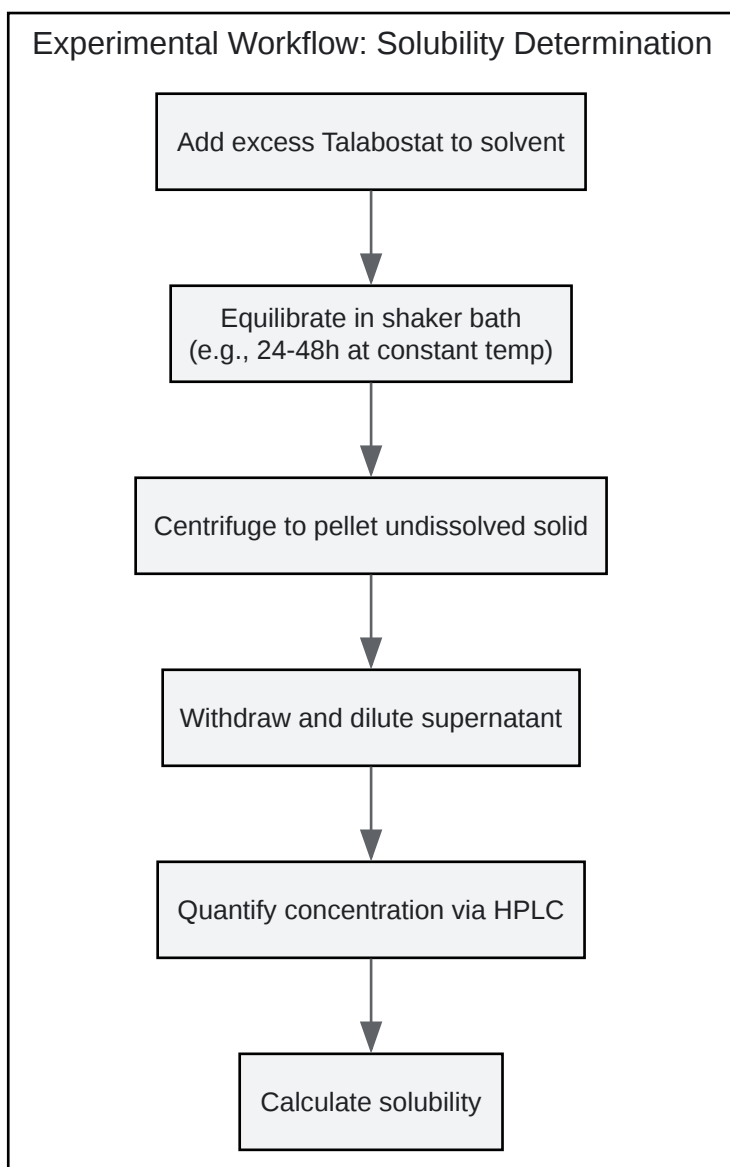 Experimental Workflow: Solubility Determination
Add excess Talabostat to solvent
Equilibrate in shaker bath
(e.g., 24-48h at constant temp)
Centrifuge to pellet undissolved solid
Withdraw and dilute supernatant
Quantify concentration via HPLC
Calculate solubility